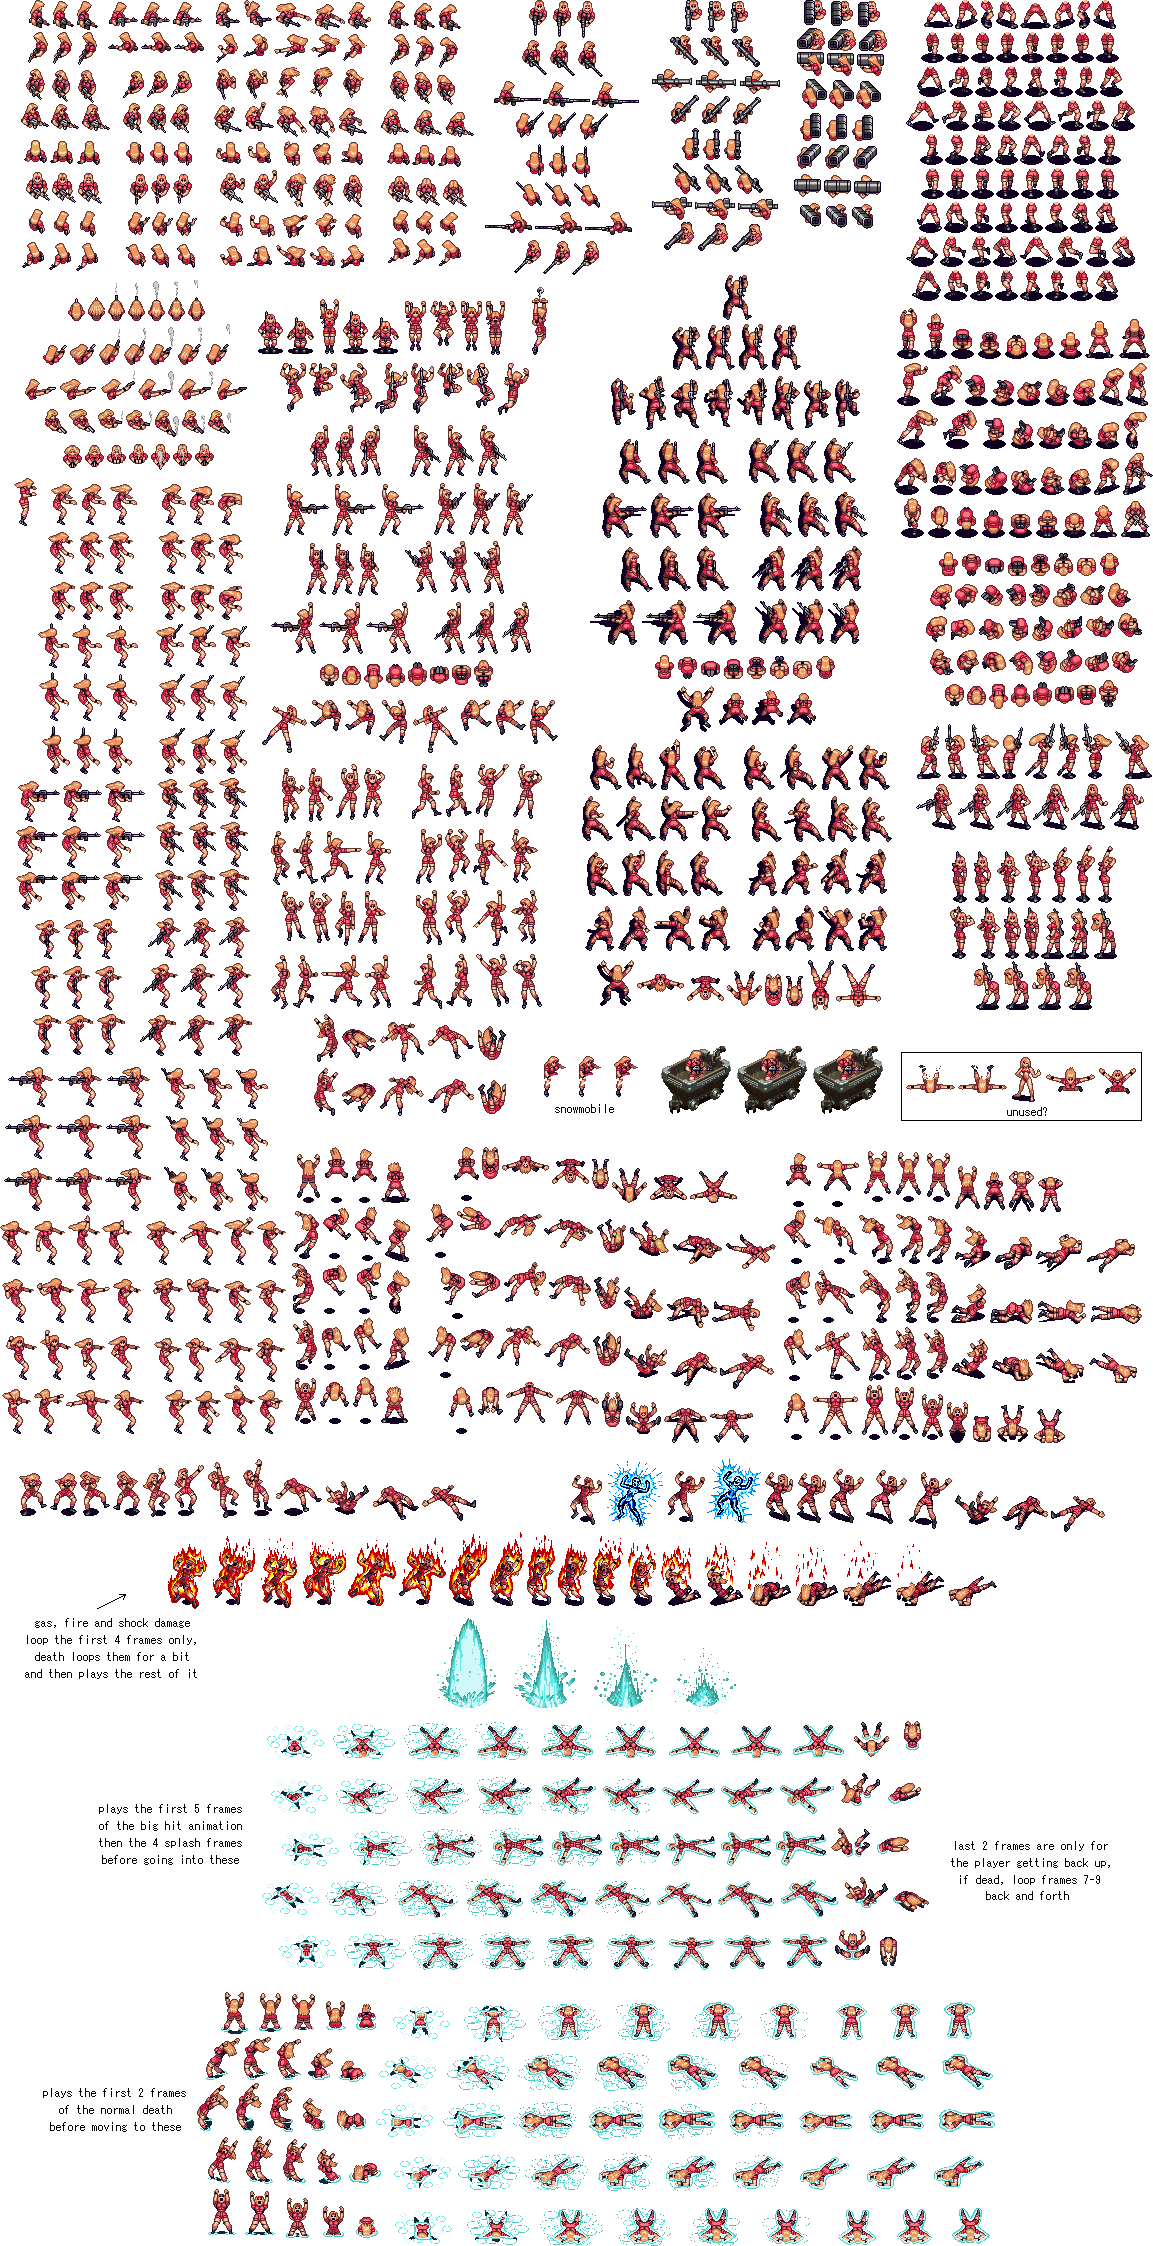 snowmobile
unused?
gas, fire and shock damage
loop the first 4 frames only,
death loops them for a bit
and then plays the rest of it
plays the first 5 frames
of the big hit animation
then the 4 splash frames
before going into these
last 2 frames are only for
the player getting back up,
if dead, loop frames 7-9
back and forth
plays the first 2 frames
of the normal death
before moving to these